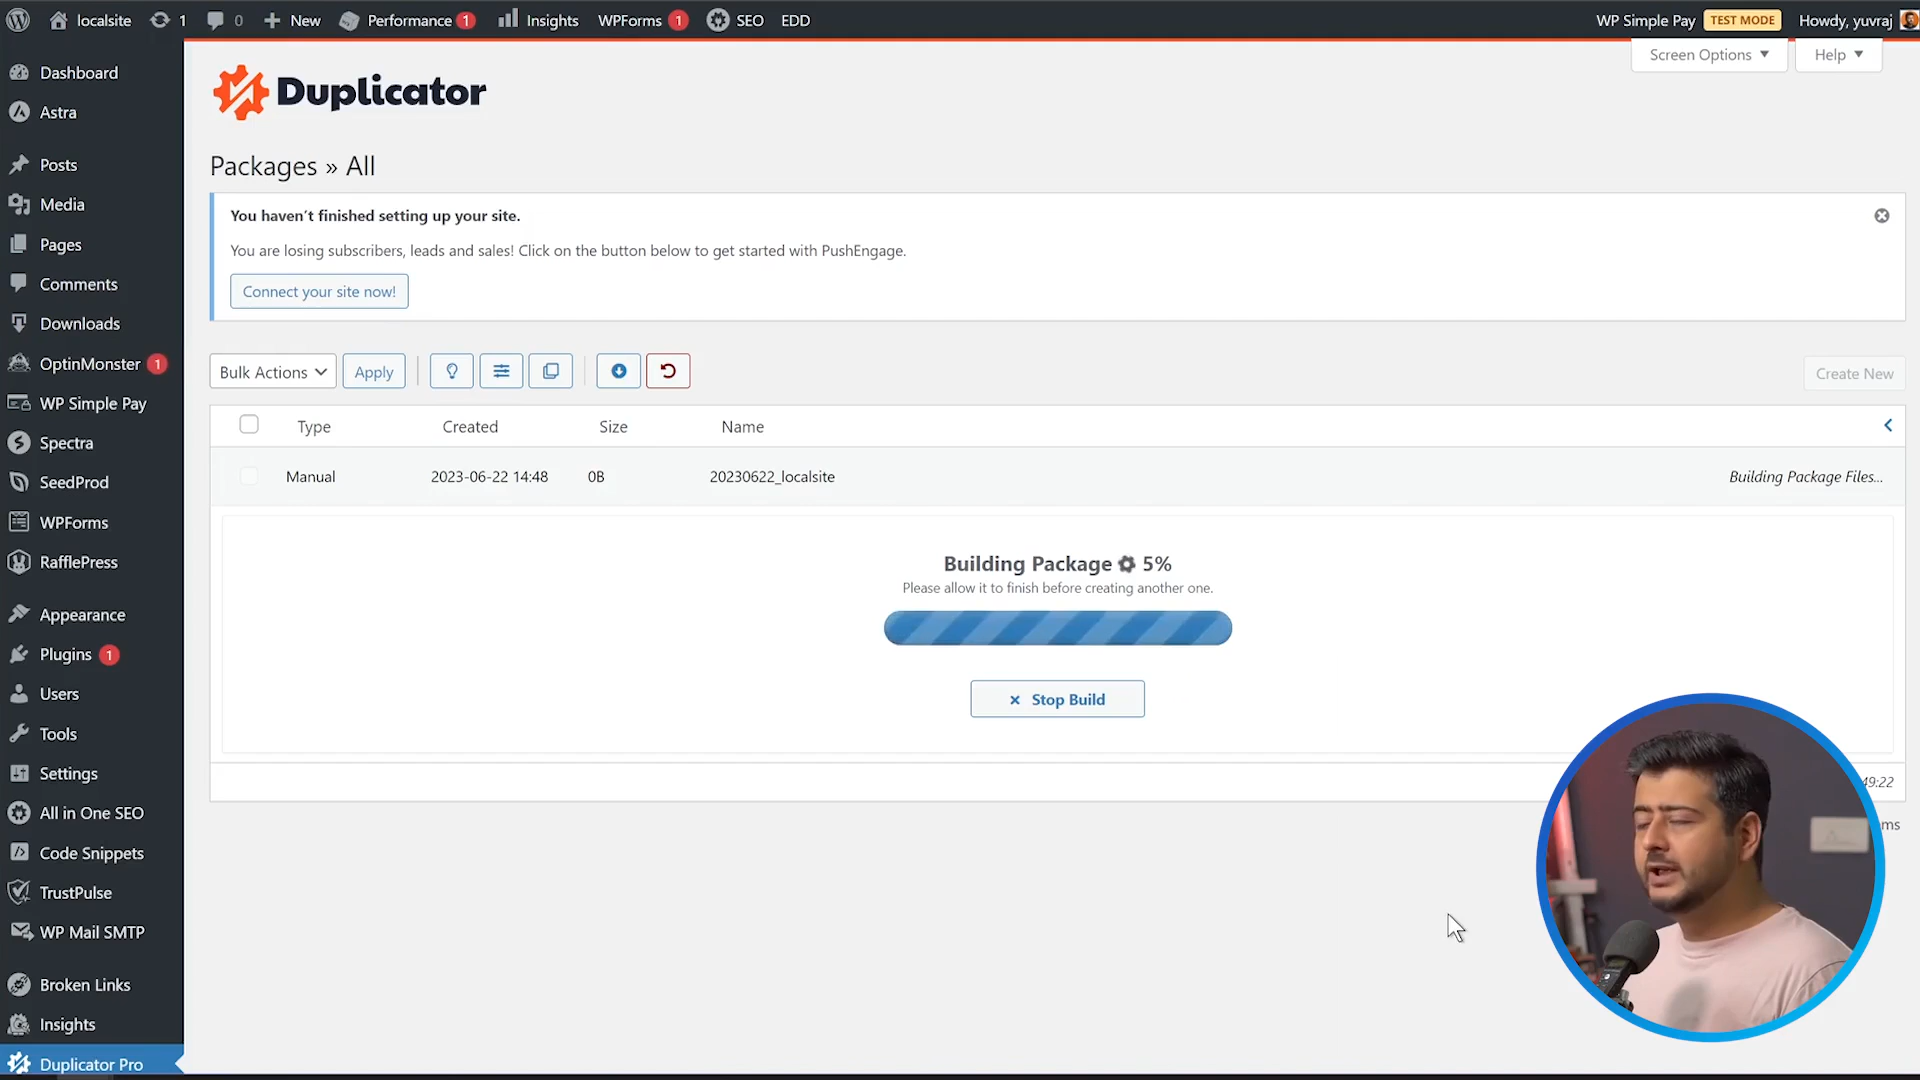 localsite 1 0 New Performance 1 Insights WPForms 1 SEO EDD WP Simple Pay TEST MODE Howdy, yuvraj
Screen Options Help
Dashboard
Astra
Posts
Media
Pages
Comments
Downloads
OptinMonster 1
WP Simple Pay
Spectra
SeedProd
WPForms
RafflePress
Appearance
Plugins 1
Users
Tools
Settings
All in One SEO
Code Snippets
TrustPulse
WP Mail SMTP
Broken Links
Insights
Duplicator Pro
Duplicator
Packages » All
You haven't finished setting up your site.
You are losing subscribers, leads and sales! Click on the button below to get started with PushEngage.
Connect your site now!
Bulk Actions Apply Create New
Type Created Size Name
Manual 2023-06-22 14:48 0B 20230622_localsite Building Package Files...
Building Package 5%
Please allow it to finish before creating another one.
Stop Build
49:22
ms